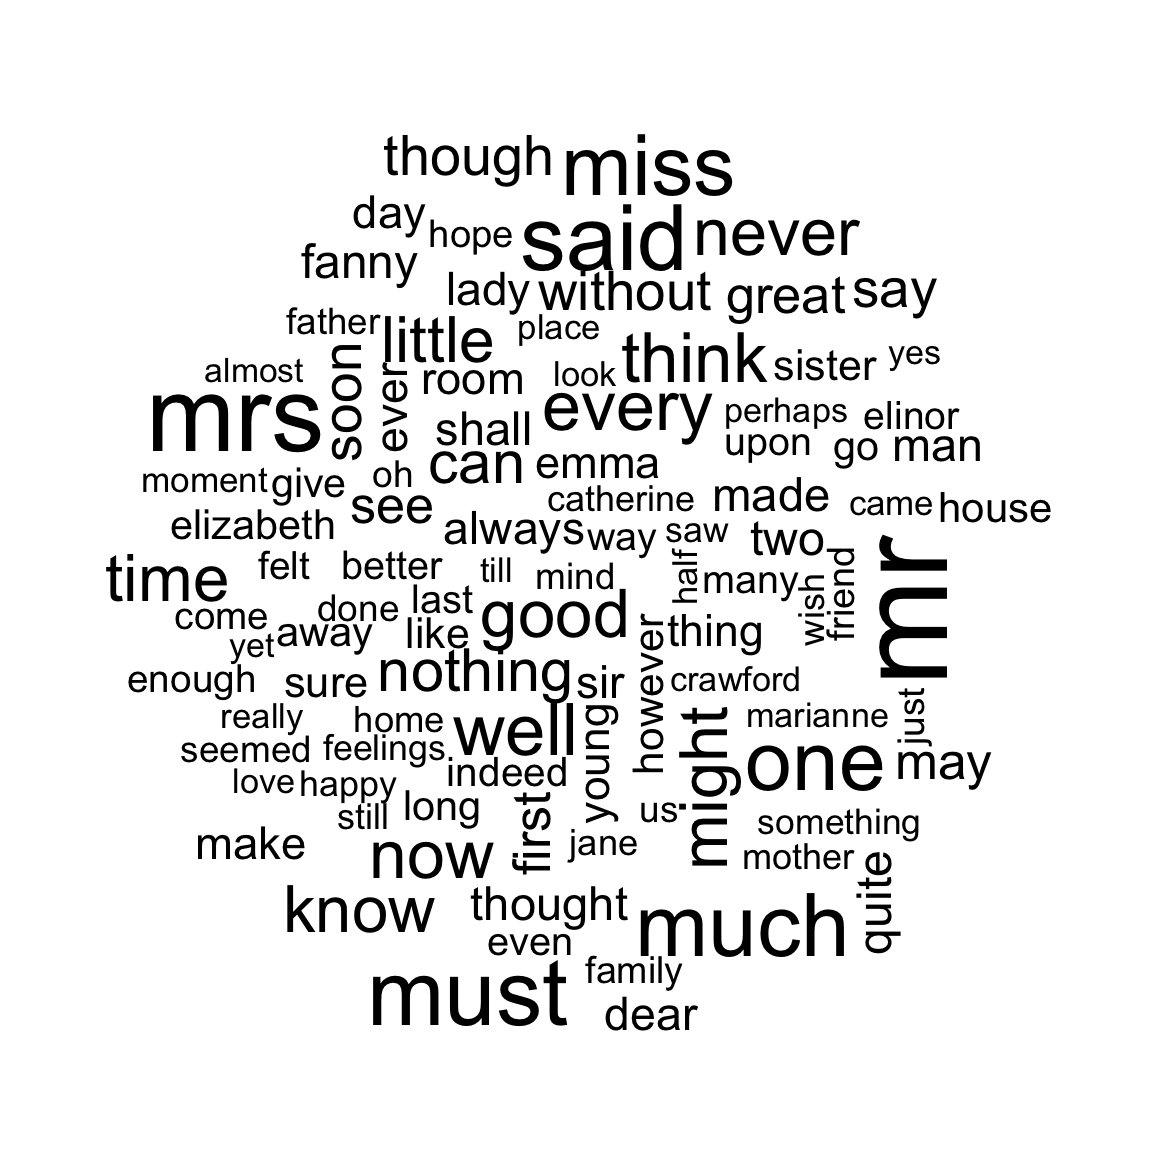 though miss
day hope said never
fanny
lady without great say
father little place
almost soon ever room look think sister yes
mrs shall every perhaps elinor
upon go man
moment give oh can emma
see catherine made came house
elizabeth always way saw two
time felt better till mind half many wish friend mr
come done last good
yet away like however thing
enough sure nothing sir crawford
really home well young might marianne just
seemed feelings one may
love happy indeed
still long first us something
make now jane mother quite
know thought much
even
must family
dear